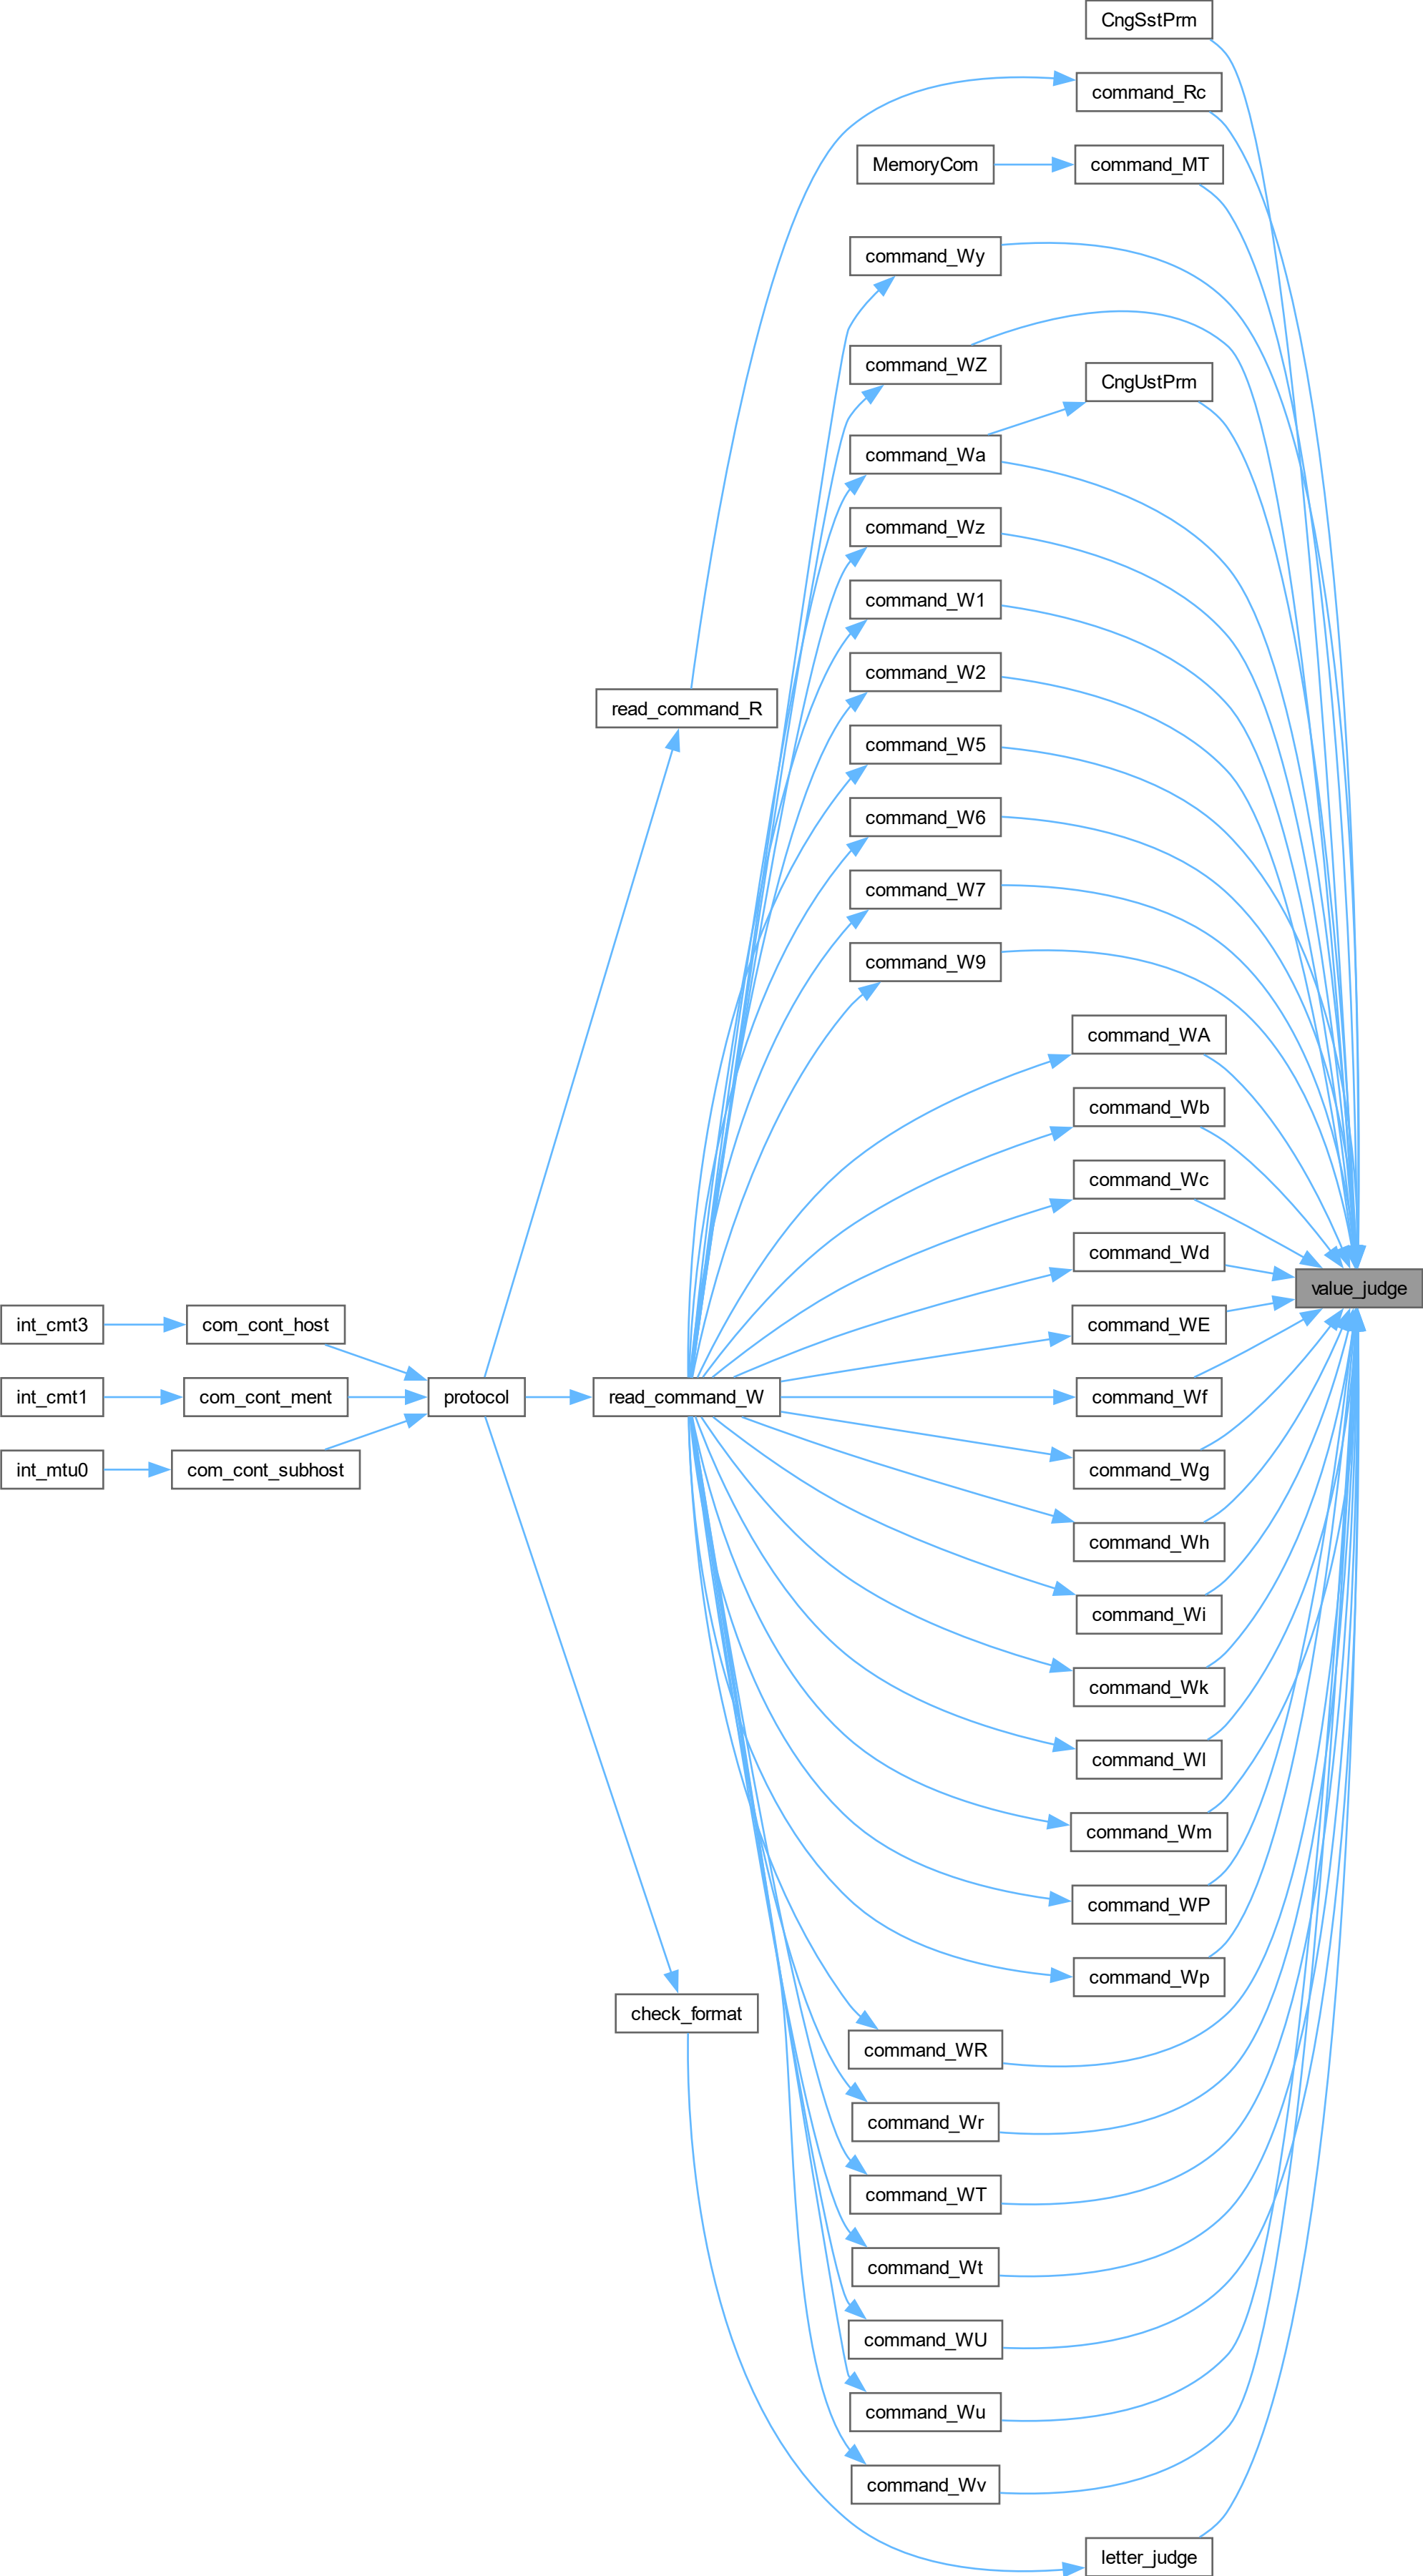 CngSstPrm
command_Rc
MemoryCom
command_MT
command_Wy
command_WZ
CngUstPrm
command_Wa
command_Wz
command_W1
command_W2
read_command_R
command_W5
command_W6
command_W7
command_W9
command_WA
command_Wb
command_Wc
command_Wd
value_judge
int_cmt3
com_cont_host
command_WE
int_cmt1
com_cont_ment
protocol
read_command_W
command_Wf
int_mtu0
com_cont_subhost
command_Wg
command_Wh
command_Wi
command_Wk
command_Wl
command_Wm
command_WP
command_Wp
check_format
command_WR
command_Wr
command_WT
command_Wt
command_WU
command_Wu
command_Wv
letter_judge